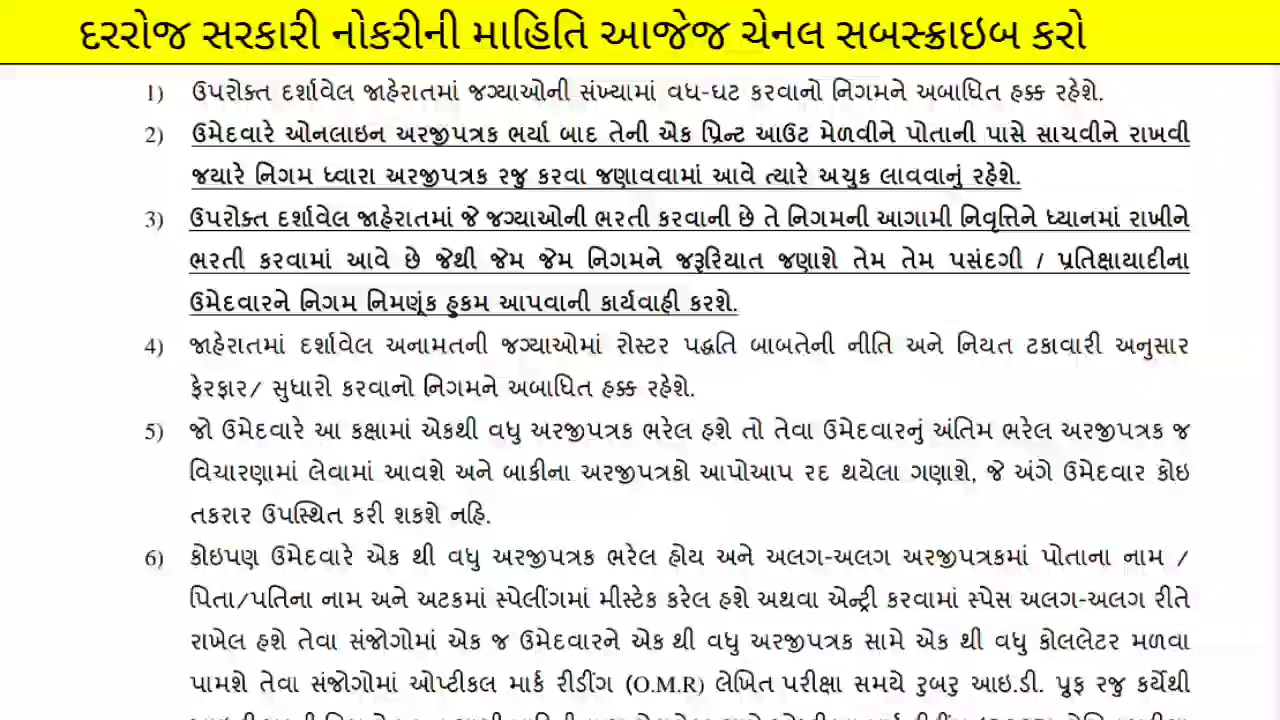 દરરોજ સરકારી નોકરીની માહિતિ આજેજ ચેનલ સબસ્ક્રાઇબ કરો
1) ઉપરોક્ત દર્શાવેલ જાહેરાતમાં જગ્યાઓની સંખ્યામાં વધ-ઘટ કરવાનો નિગમને અબાધિત હક્ક રહેશે.
2) ઉમેદવારે ઓનલાઇન અરજીપત્રક ભર્યા બાદ તેની એક પ્રિન્ટ આઉટ મેળવીને પોતાની પાસે સાચવીને રાખવી
જયારે નિગમ ધ્વારા અરજીપત્રક રજુ કરવા જણાવવામાં આવે ત્યારે અચુક લાવવાનું રહેશે.
3) ઉપરોક્ત દર્શાવેલ જાહેરાતમાં જે જગ્યાઓની ભરતી કરવાની છે તે નિગમની આગામી નિવૃત્તિને ધ્યાનમાં રાખીને
ભરતી કરવામાં આવે છે જેથી જેમ જેમ નિગમને જરૂરિયાત જણાશે તેમ તેમ પસંદગી / પ્રતિક્ષાયાદીના
ઉમેદવારને નિગમ નિમણૂંક હુકમ આપવાની કાર્યવાહી કરશે.
4) જાહેરાતમાં દર્શાવેલ અનામતની જગ્યાઓમાં રોસ્ટર પદ્ધતિ બાબતેની નીતિ અને નિયત ટકાવારી અનુસાર
ફેરફાર/ સુધારો કરવાનો નિગમને અબાધિત હક્ક રહેશે.
5) જો ઉમેદવારે આ કક્ષામાં એકથી વધુ અરજીપત્રક ભરેલ હશે તો તેવા ઉમેદવારનું અંતિમ ભરેલ અરજીપત્રક જ
વિચારણામાં લેવામાં આવશે અને બાકીના અરજીપત્રકો આપોઆપ રદ થયેલા ગણાશે, જે અંગે ઉમેદવાર કોઇ
તકરાર ઉપસ્થિત કરી શકશે નહિ.
6) કોઇપણ ઉમેદવારે એક થી વધુ અરજીપત્રક ભરેલ હોય અને અલગ-અલગ અરજીપત્રકમાં પોતાના નામ /
પિતા/પતિના નામ અને અટકમાં સ્પેલીંગમાં મીસ્ટેક કરેલ હશે અથવા એન્ટ્રી કરવામાં સ્પેસ અલગ-અલગ રીતે
રાખેલ હશે તેવા સંજોગોમાં એક જ ઉમેદવારને એક થી વધુ અરજીપત્રક સામે એક થી વધુ કોલલેટર મળવા
પામશે તેવા સંજોગોમાં ઓપ્ટીકલ માર્ક રીડીંગ (O.M.R) લેખિત પરીક્ષા સમયે રુબરુ આઇ.ડી. પ્રુફ રજુ કર્યેથી